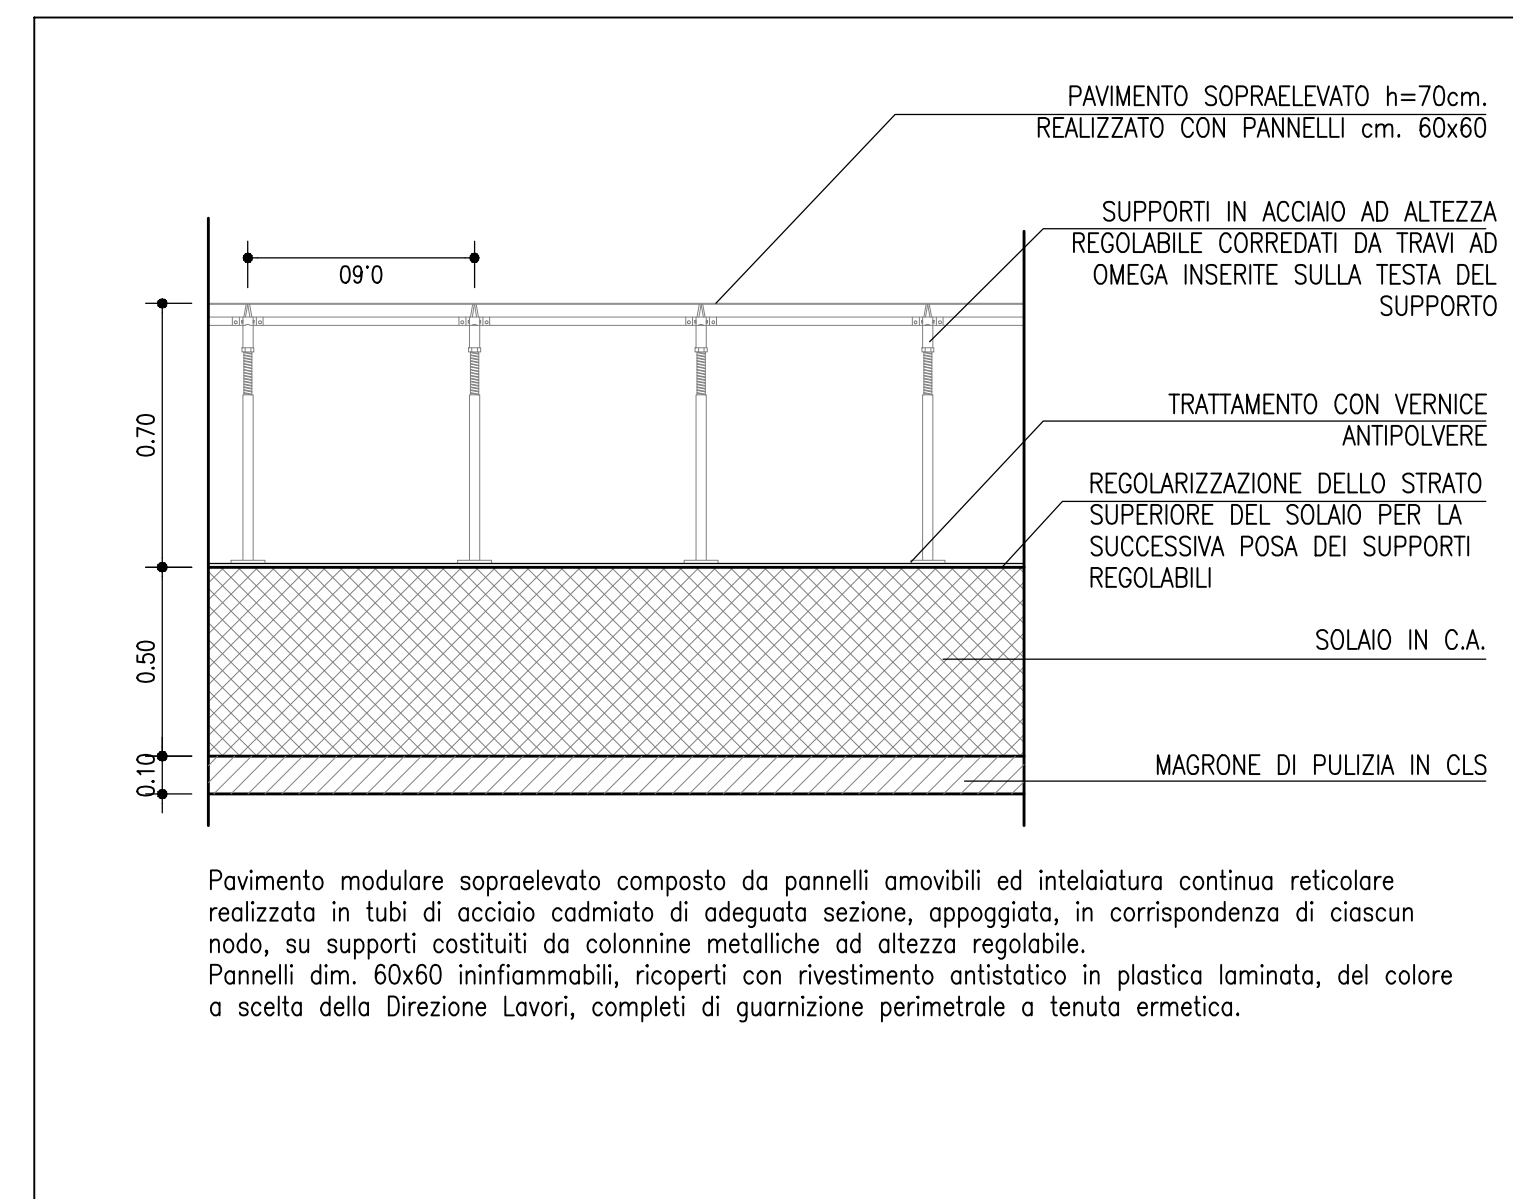 PAVIMENTO SOPRAELEVATO h=70cm.
REALIZZATO CON PANNELLI cm. 60x60
SUPPORTI IN ACCIAIO AD ALTEZZA
REGOLABILE CORREDATI DA TRAVI AD
OMEGA INSERITE SULLA TESTA DEL
SUPPORTO
0.60
0.70
TRATTAMENTO CON VERNICE
ANTIPOLVERE
REGOLARIZZAZIONE DELLO STRATO
SUPERIORE DEL SOLAIO PER LA
SUCCESSIVA POSA DEI SUPPORTI
REGOLABILI
0.50
SOLAIO IN C.A.
0.10
MAGRONE DI PULIZIA IN CLS
Pavimento modulare sopraelevato composto da pannelli amovibili ed intelaiatura continua reticolare
realizzata in tubi di acciaio cadmiato di adeguata sezione, appoggiata, in corrispondenza di ciascun
nodo, su supporti costituiti da colonnine metalliche ad altezza regolabile.
Pannelli dim. 60x60 ininfiammabili, ricoperti con rivestimento antistatico in plastica laminata, del colore
a scelta della Direzione Lavori, completi di guarnizione perimetrale a tenuta ermetica.